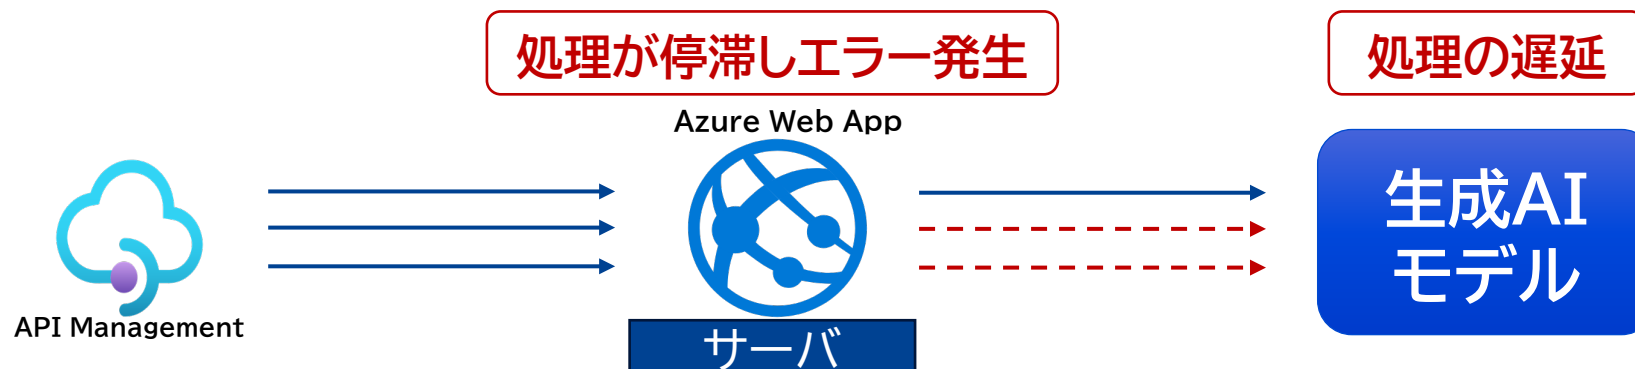 処理が停滞しエラー発生
処理の遅延
Azure Web App
生成AI
モデル
API Management
サーバ